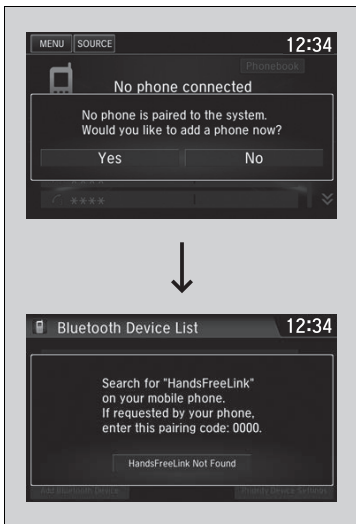 MENU SOURCE 12:34
Phonebook
No phone connected
No phone is paired to the system.
Would you like to add a phone now?
Yes No
****
****
Bluetooth Device List 12:34
Search for "HandsFreeLink"
on your mobile phone.
If requested by your phone,
enter this pairing code: 0000.
HandsFreeLink Not Found
Add Bluetooth Device Priority Device Settings